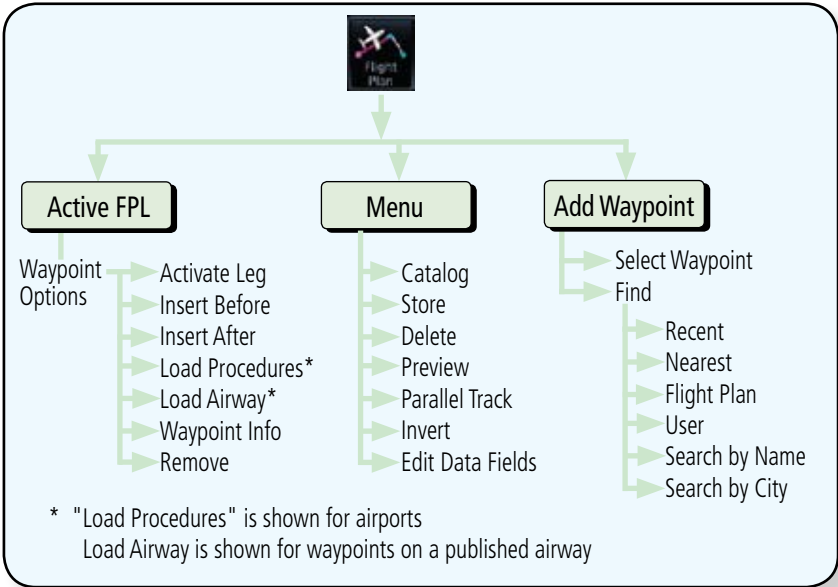 Flight
Plan
Active FPL
Menu
Add Waypoint
Waypoint
Options
Activate Leg
Insert Before
Insert After
Load Procedures*
Load Airway*
Waypoint Info
Remove
Catalog
Store
Delete
Preview
Parallel Track
Invert
Edit Data Fields
Select Waypoint
Find
Recent
Nearest
Flight Plan
User
Search by Name
Search by City
* "Load Procedures" is shown for airports
Load Airway is shown for waypoints on a published airway